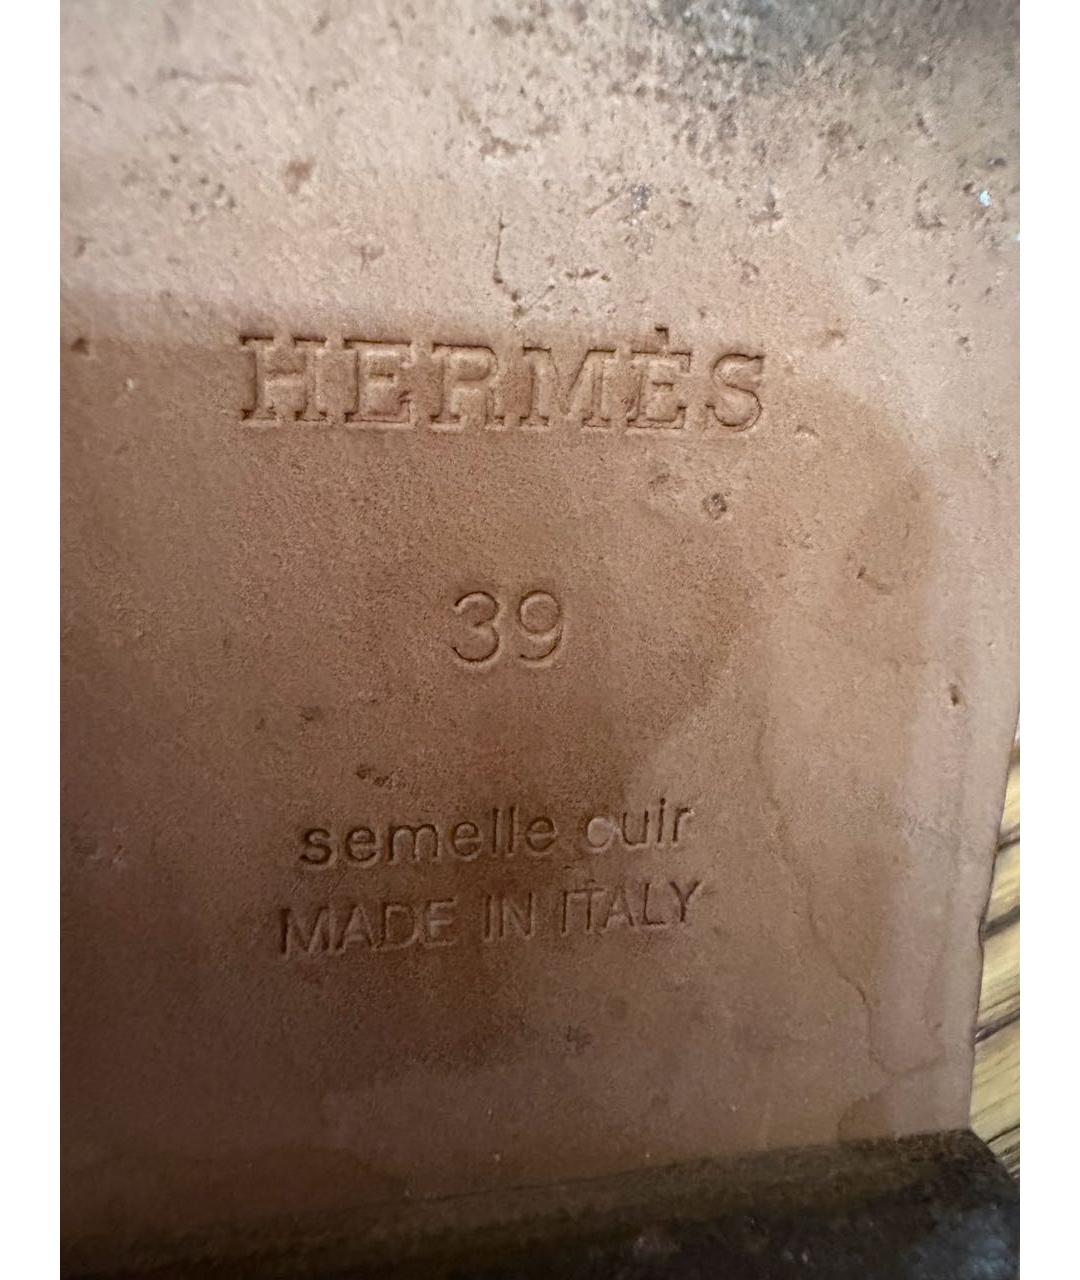 HERMÈS
39
semelle cuir
MADE IN ITALY